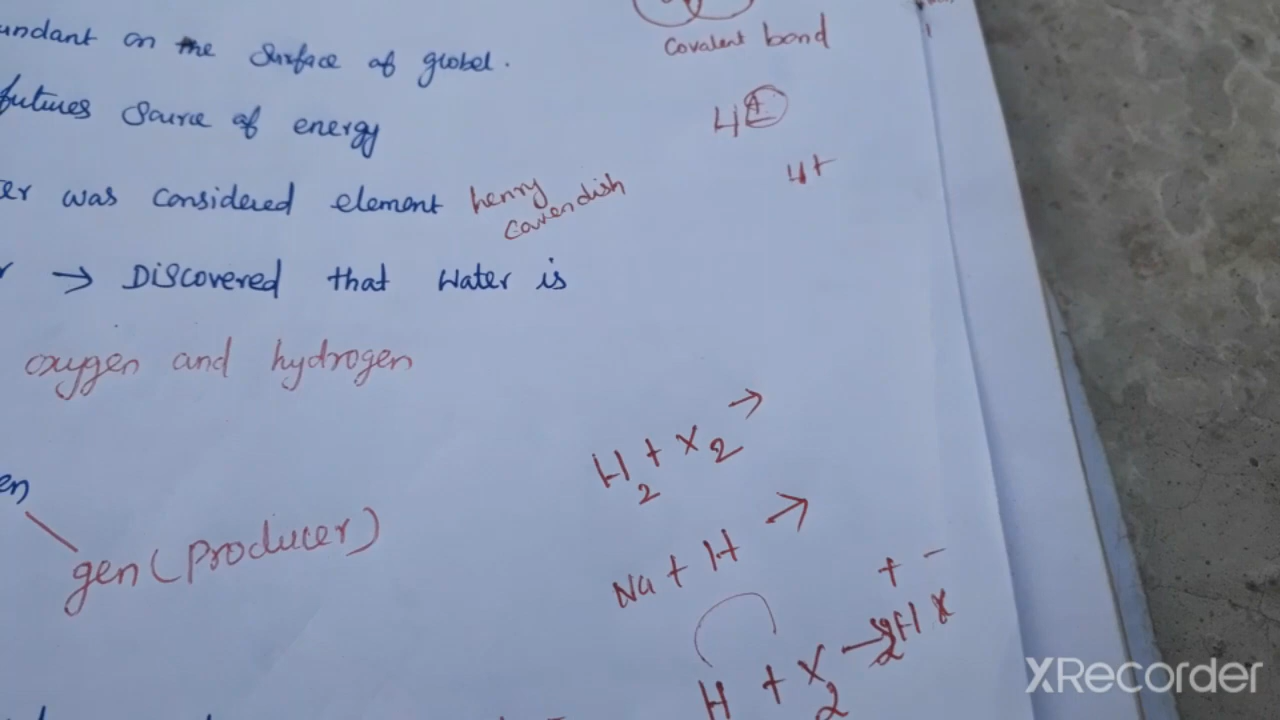 undant on the surface of globel.
covalent bond
futures source of energy
er was considered element henry
cavendish
→ Discovered that water is
oxygen and hydrogen
H2 + X2 →
en
gen (Producer)
Na + H →
+ -
H + X2 → 2HX
XRecorder